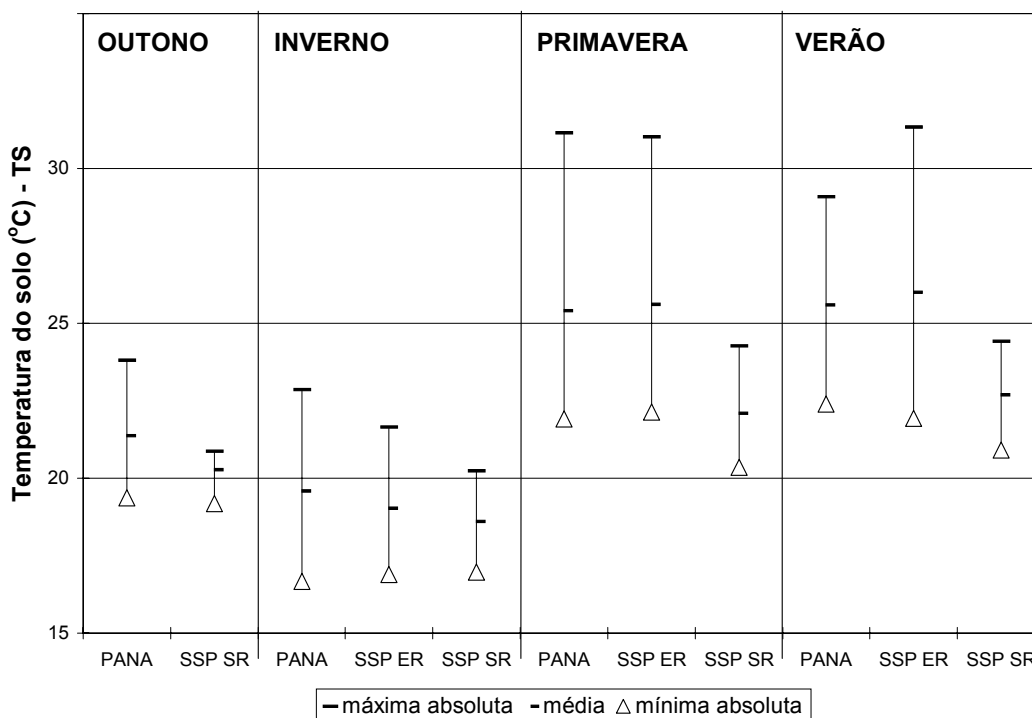 OUTONO INVERNO PRIMAVERA VERÃO
Temperatura do solo (°C) - TS
30
25
20
15
PANA SSP SR PANA SSP ER SSP SR PANA SSP ER SSP SR PANA SSP ER SSP SR
máxima absoluta média mínima absoluta